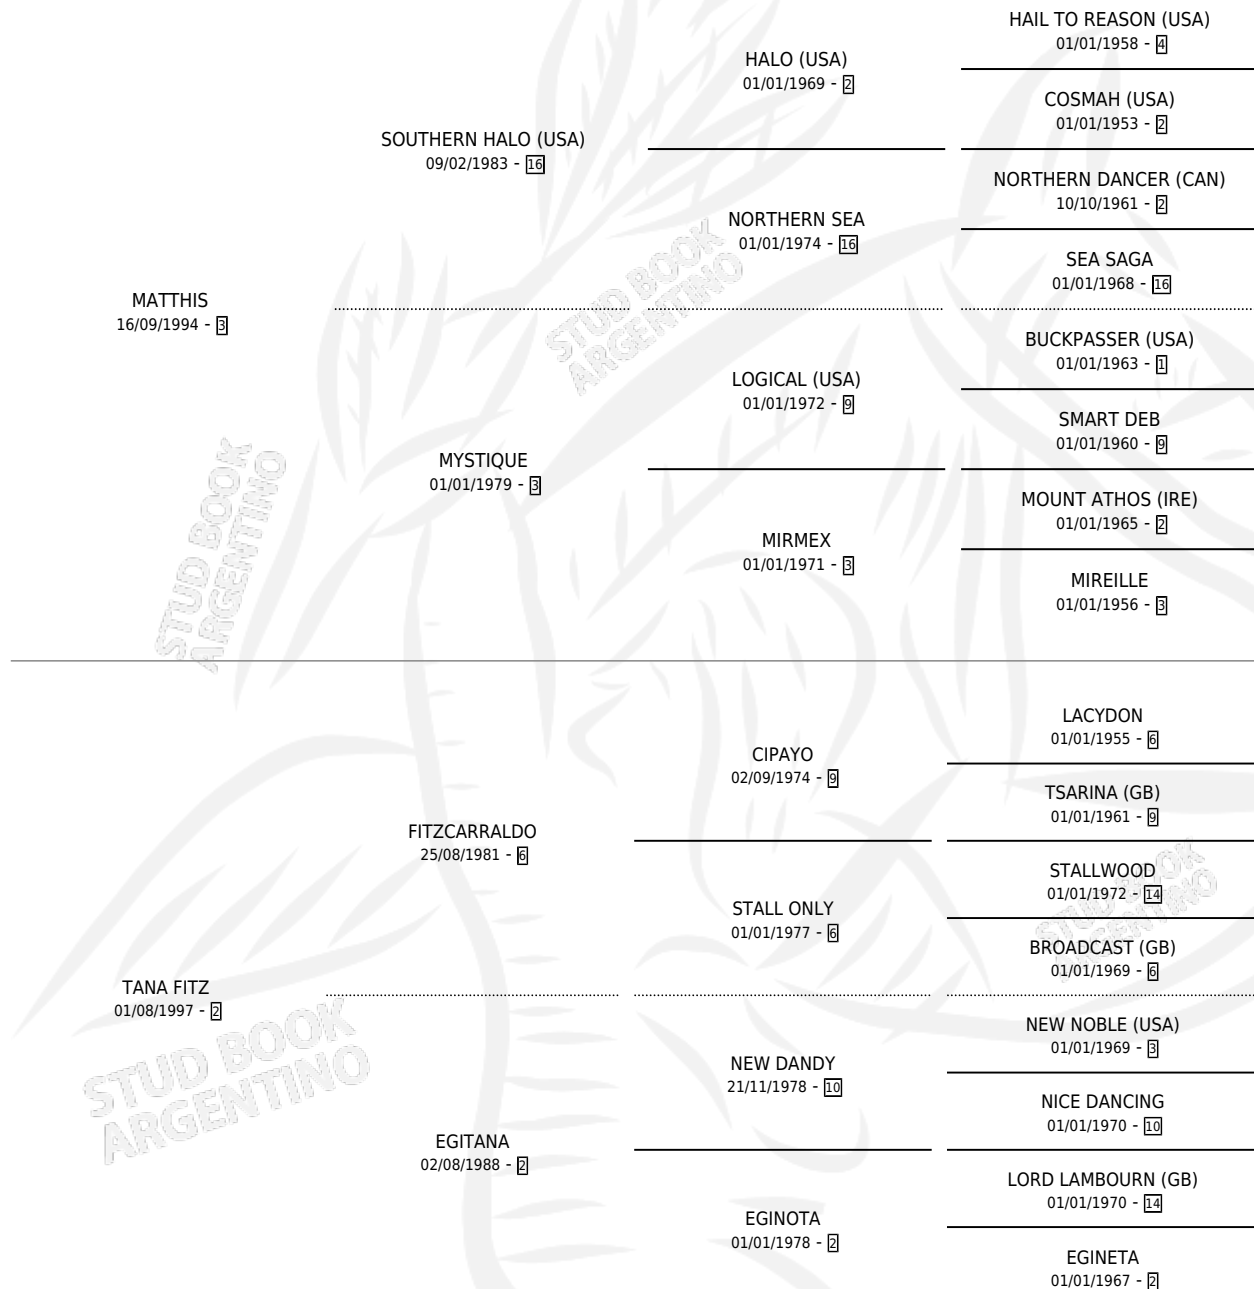 HAIL TO REASON (USA)
01/01/1958 - 4
HALO (USA)
01/01/1969 - 2
COSMAH (USA)
01/01/1953 - 2
SOUTHERN HALO (USA)
09/02/1983 - 16
NORTHERN DANCER (CAN)
10/10/1961 - 2
NORTHERN SEA
01/01/1974 - 16
SEA SAGA
01/01/1968 - 16
MATTHIS
16/09/1994 - 3
BUCKPASSER (USA)
01/01/1963 - 1
LOGICAL (USA)
01/01/1972 - 9
SMART DEB
01/01/1960 - 9
MYSTIQUE
01/01/1979 - 3
MOUNT ATHOS (IRE)
01/01/1965 - 2
MIRMEX
01/01/1971 - 3
MIREILLE
01/01/1956 - 3
LACYDON
01/01/1955 - 6
CIPAYO
02/09/1974 - 9
TSARINA (GB)
01/01/1961 - 9
FITZCARRALDO
25/08/1981 - 6
STALLWOOD
01/01/1972 - 14
STALL ONLY
01/01/1977 - 6
BROADCAST (GB)
01/01/1969 - 6
TANA FITZ
01/08/1997 - 2
NEW NOBLE (USA)
01/01/1969 - 3
NEW DANDY
21/11/1978 - 10
NICE DANCING
01/01/1970 - 10
EGITANA
02/08/1988 - 2
LORD LAMBOURN (GB)
01/01/1970 - 14
EGINOTA
01/01/1978 - 2
EGINETA
01/01/1967 - 2
STUD BOOK
ARGENTINO
STUD BOOK
ARGENTINO
STUD BOOK
ARGENTINO
STUD BOOK
ARGENTINO